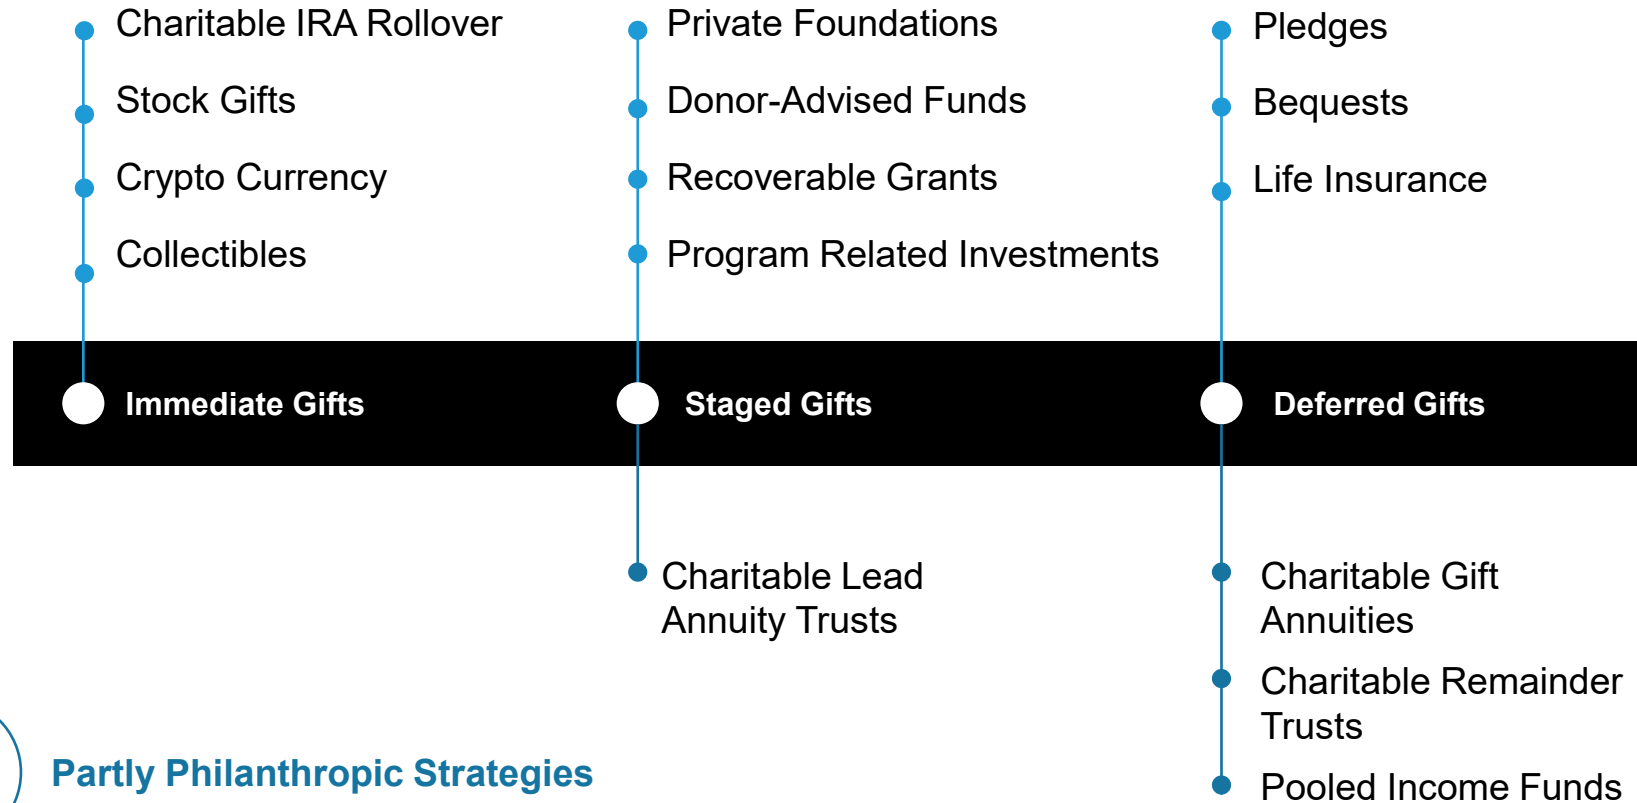 Charitable IRA Rollover
Stock Gifts
Crypto Currency
Collectibles
Private Foundations
Donor-Advised Funds
Recoverable Grants
Program Related Investments
Pledges
Bequests
Life Insurance
Immediate Gifts
Staged Gifts
Deferred Gifts
Charitable Lead
Annuity Trusts
Charitable Gift
Annuities
Charitable Remainder
Trusts
Pooled Income Funds
Partly Philanthropic Strategies